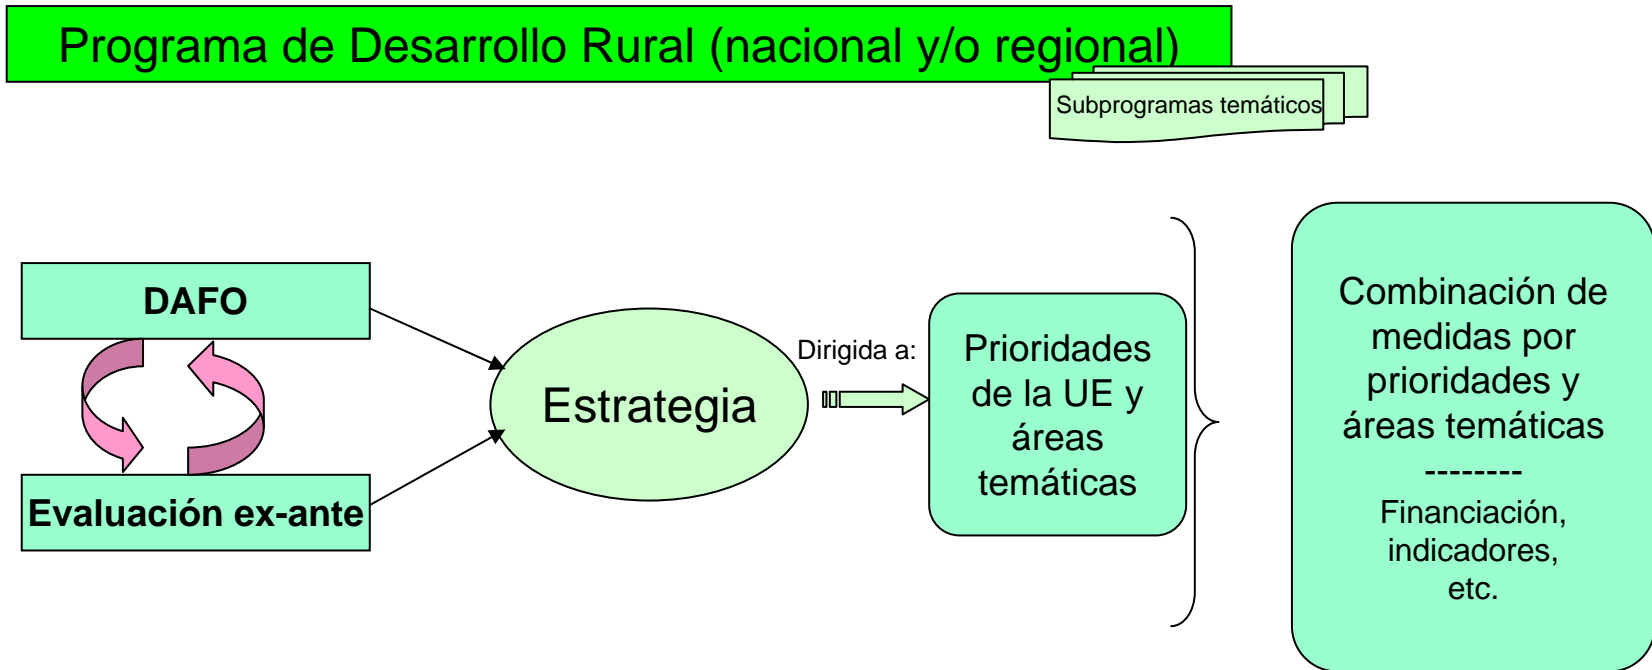 Programa de Desarrollo Rural (nacional y/o regional)
Subprogramas temáticos
DAFO
Evaluación ex-ante
Estrategia
Dirigida a:
Prioridades
de la UE y
áreas
temáticas
Combinación de
medidas por
prioridades y
áreas temáticas
--------
Financiación,
indicadores,
etc.